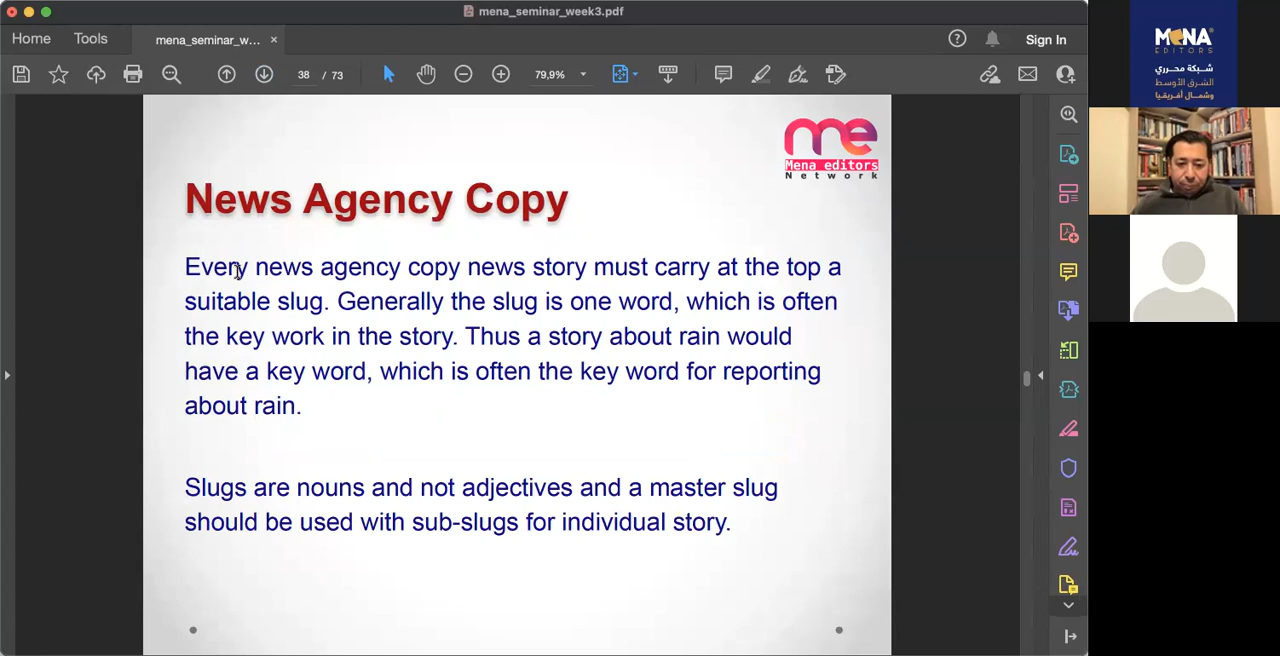 mena_seminar_week3.pdf
Home Tools mena_seminar_w... × Sign In
38 / 73 79,9%
me
Mena editors
Network
News Agency Copy
Every news agency copy news story must carry at the top a
suitable slug. Generally the slug is one word, which is often
the key work in the story. Thus a story about rain would
have a key word, which is often the key word for reporting
about rain.
Slugs are nouns and not adjectives and a master slug
should be used with sub-slugs for individual story.
MENA
EDITORS
شبكة محرري
الشرق الأوسط
وشمال أفريقيا